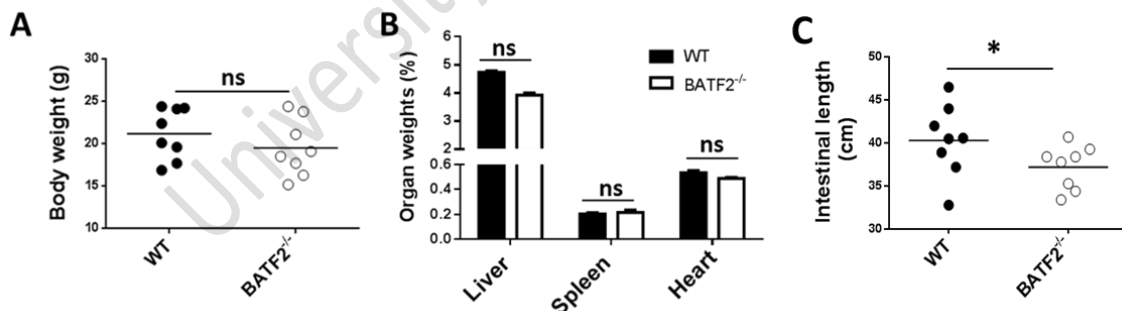 A
Body weight (g)
30
25
20
15
10
ns
WT
BATF2-/-
B
Organ weights (%)
6
5
4
3
2
0.6
0.4
0.2
0.0
ns
ns
ns
WT
BATF2-/-
Liver
Spleen
Heart
C
Intestinal length
(cm)
50
45
40
35
30
*
WT
BATF2-/-
University